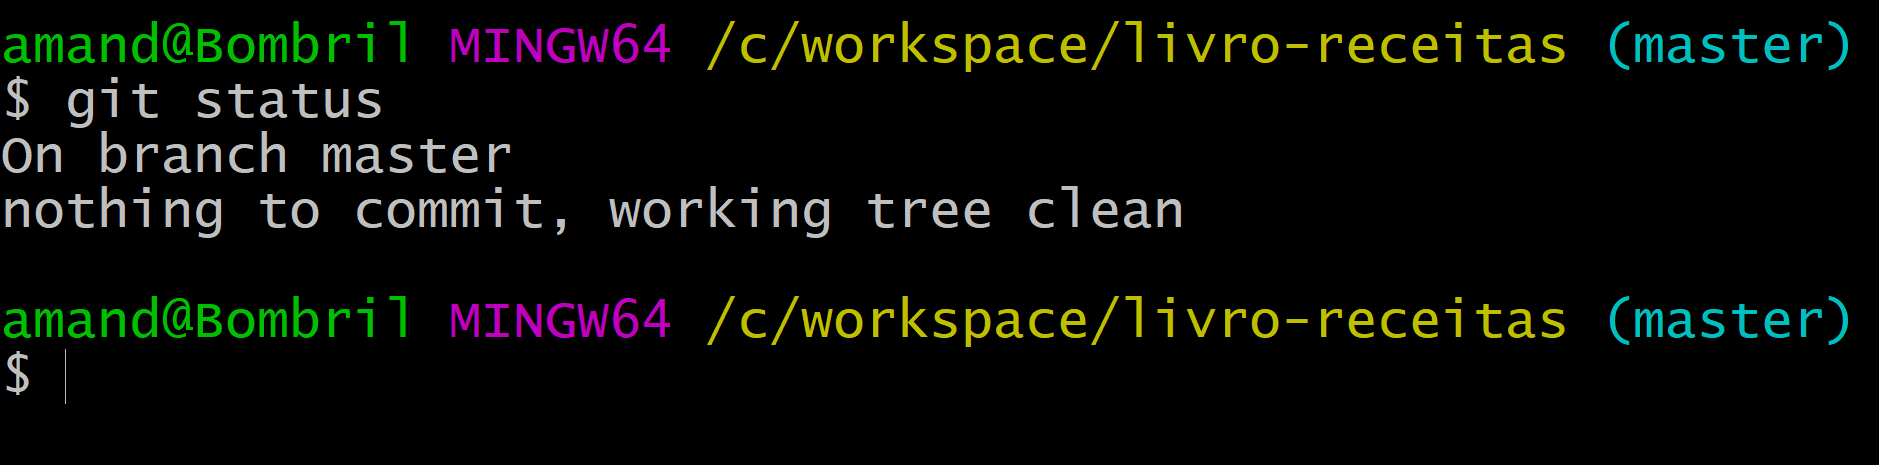 amand@Bombril MINGW64 /c/workspace/livro-receitas (master)
$ git status
On branch master
nothing to commit, working tree clean
amand@Bombril MINGW64 /c/workspace/livro-receitas (master)
$